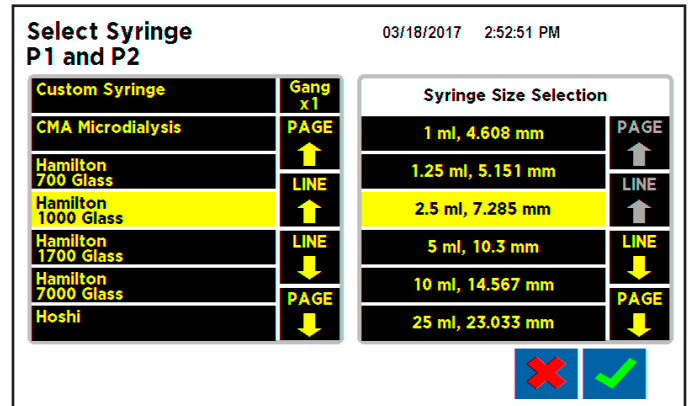 Select Syringe
P1 and P2
03/18/2017 2:52:51 PM
Custom Syringe
Gang
x1
CMA Microdialysis
Hamilton
700 Glass
Hamilton
1000 Glass
Hamilton
1700 Glass
Hamilton
7000 Glass
Hoshi
PAGE
LINE
LINE
PAGE
Syringe Size Selection
1 ml, 4.608 mm
1.25 ml, 5.151 mm
2.5 ml, 7.285 mm
5 ml, 10.3 mm
10 ml, 14.567 mm
25 ml, 23.033 mm
PAGE
LINE
LINE
PAGE